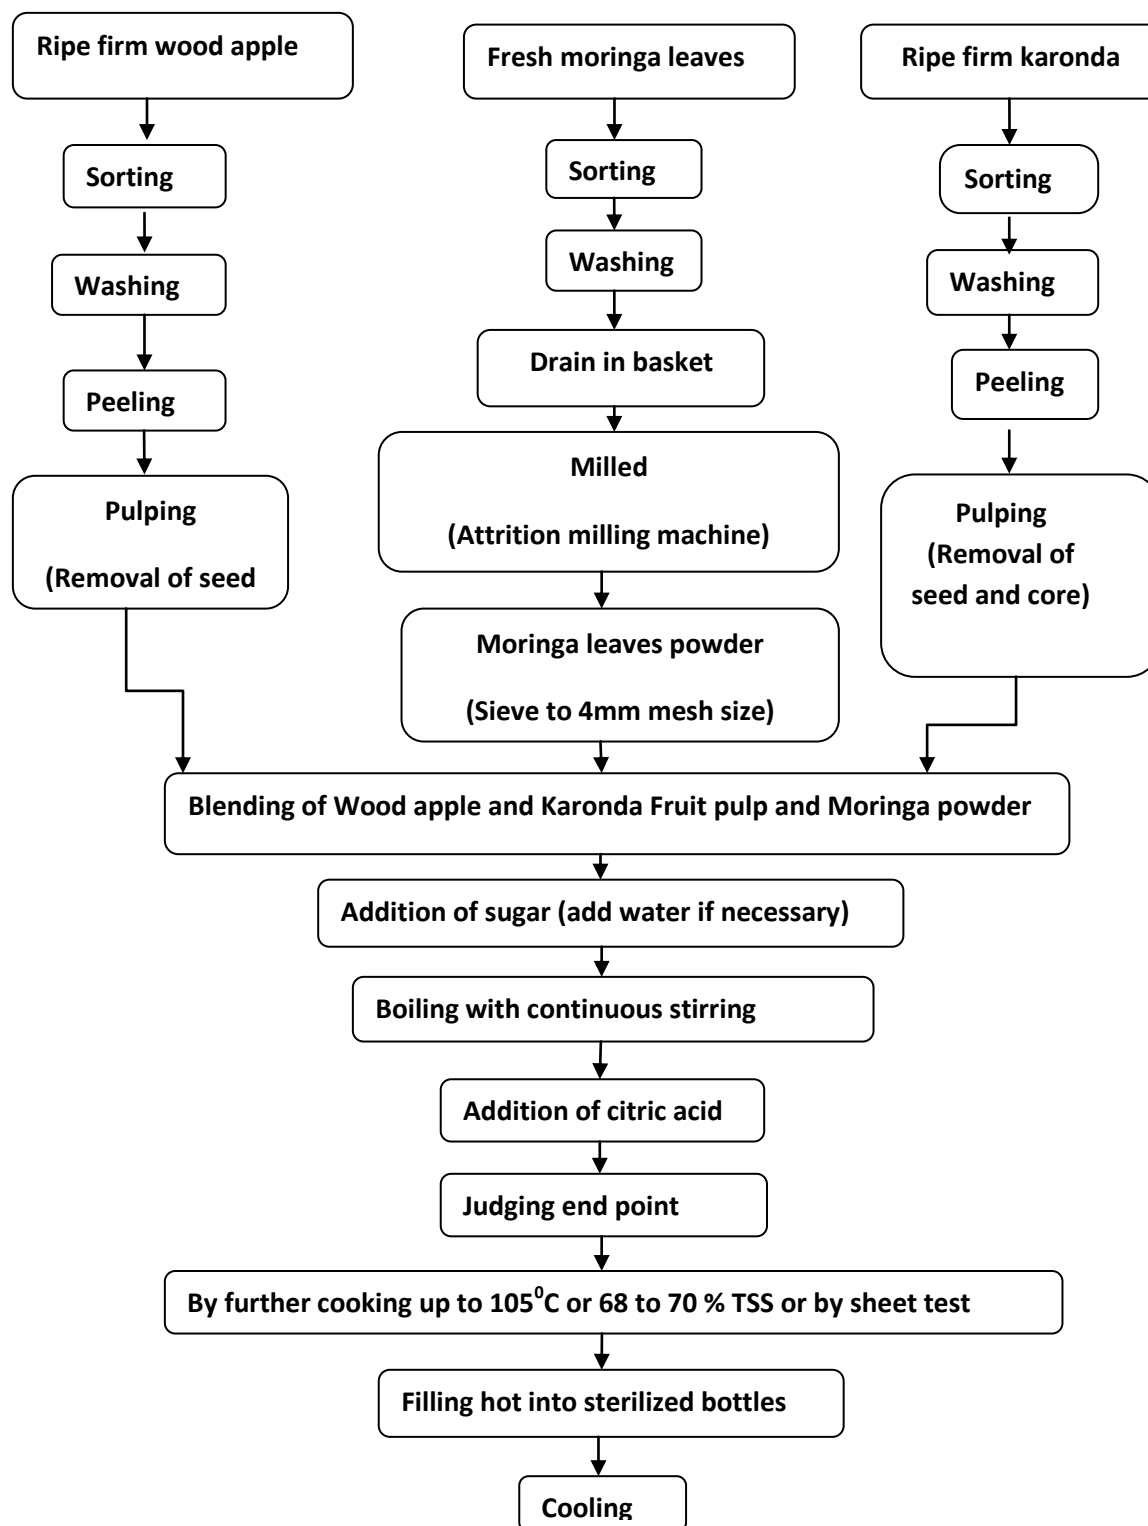 Ripe firm wood apple
Sorting
Washing
Peeling
Pulping
(Removal of seed
Fresh moringa leaves
Sorting
Washing
Drain in basket
Milled
(Attrition milling machine)
Moringa leaves powder
(Sieve to 4mm mesh size)
Ripe firm karonda
Sorting
Washing
Peeling
Pulping
(Removal of
seed and core)
Blending of Wood apple and Karonda Fruit pulp and Moringa powder
Addition of sugar (add water if necessary)
Boiling with continuous stirring
Addition of citric acid
Judging end point
By further cooking up to 105⁰C or 68 to 70 % TSS or by sheet test
Filling hot into sterilized bottles
Cooling